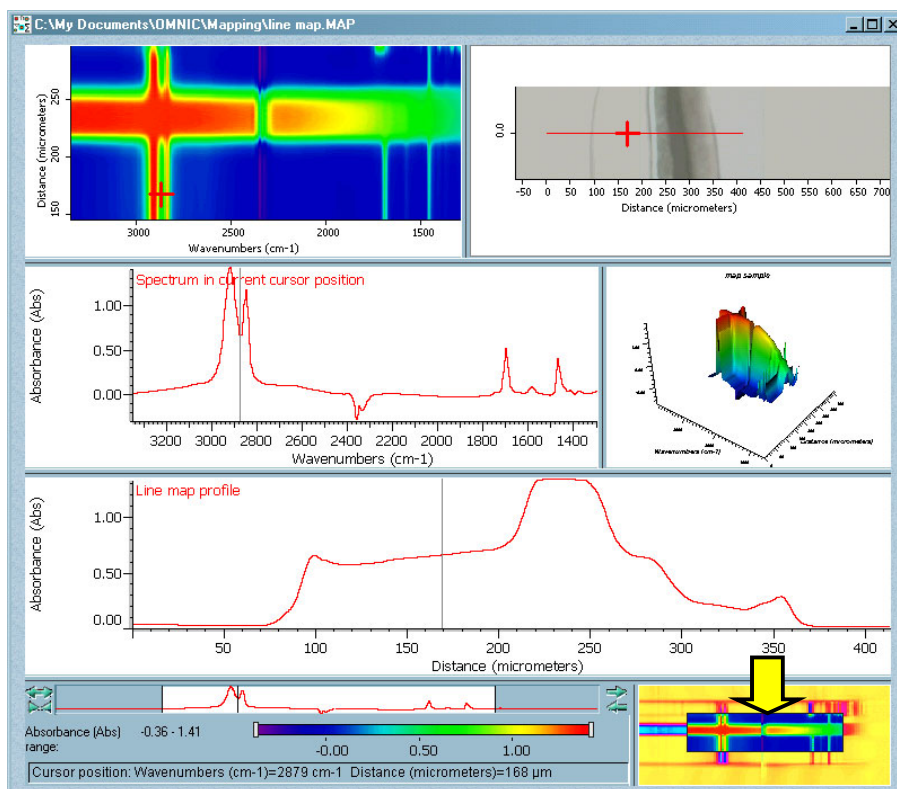 C:\My Documents\OMNIC\Mapping\line map.MAP
Distance (micrometers)
250
200
150
3000 2500 2000 1500
Wavenumbers (cm-1)
0.0
-50 0 50 100 150 200 250 300 350 400 450 500 550 600 650 700
Distance (micrometers)
Spectrum in current cursor position
Absorbance (Abs)
1.00
0.50
0.00
3200 3000 2800 2600 2400 2200 2000 1800 1600 1400
Wavenumbers (cm-1)
map sample
Wavenumbers (cm-1)
Distance (micrometers)
Line map profile
Absorbance (Abs)
1.00
0.50
0.00
50 100 150 200 250 300 350 400
Distance (micrometers)
Absorbance (Abs) -0.36 - 1.41
range:
-0.00 0.50 1.00
Cursor position: Wavenumbers (cm-1)=2879 cm-1 Distance (micrometers)=168 µm